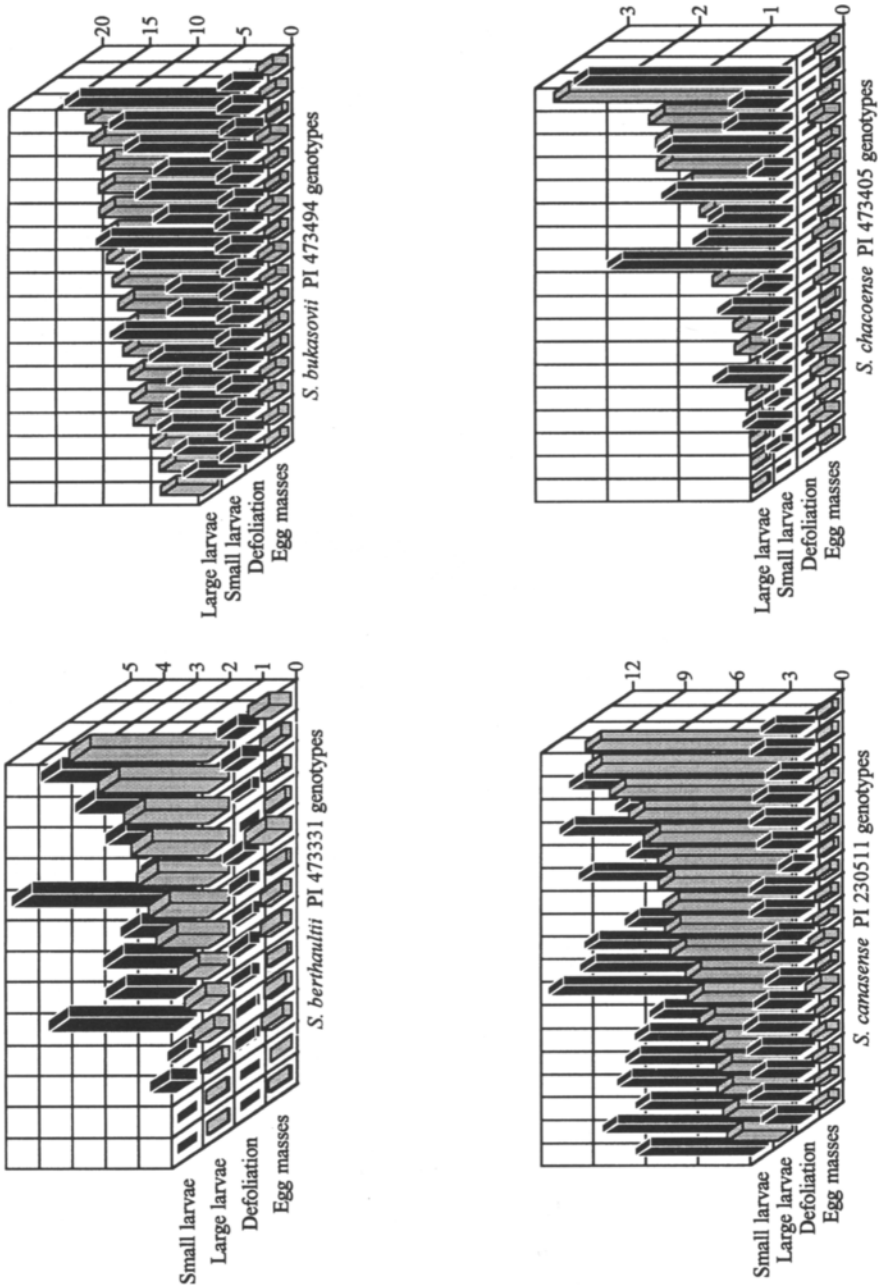 5
4
3
2
1
0
Small larvae
Large larvae
Defoliation
Egg masses
S. berthaultii PI 473331 genotypes
20
15
10
5
0
Large larvae
Small larvae
Defoliation
Egg masses
S. bukasovii PI 473494 genotypes
12
9
6
3
0
Small larvae
Large larvae
Defoliation
Egg masses
S. canasense PI 230511 genotypes
3
2
1
0
Large larvae
Small larvae
Defoliation
Egg masses
S. chacoense PI 473405 genotypes